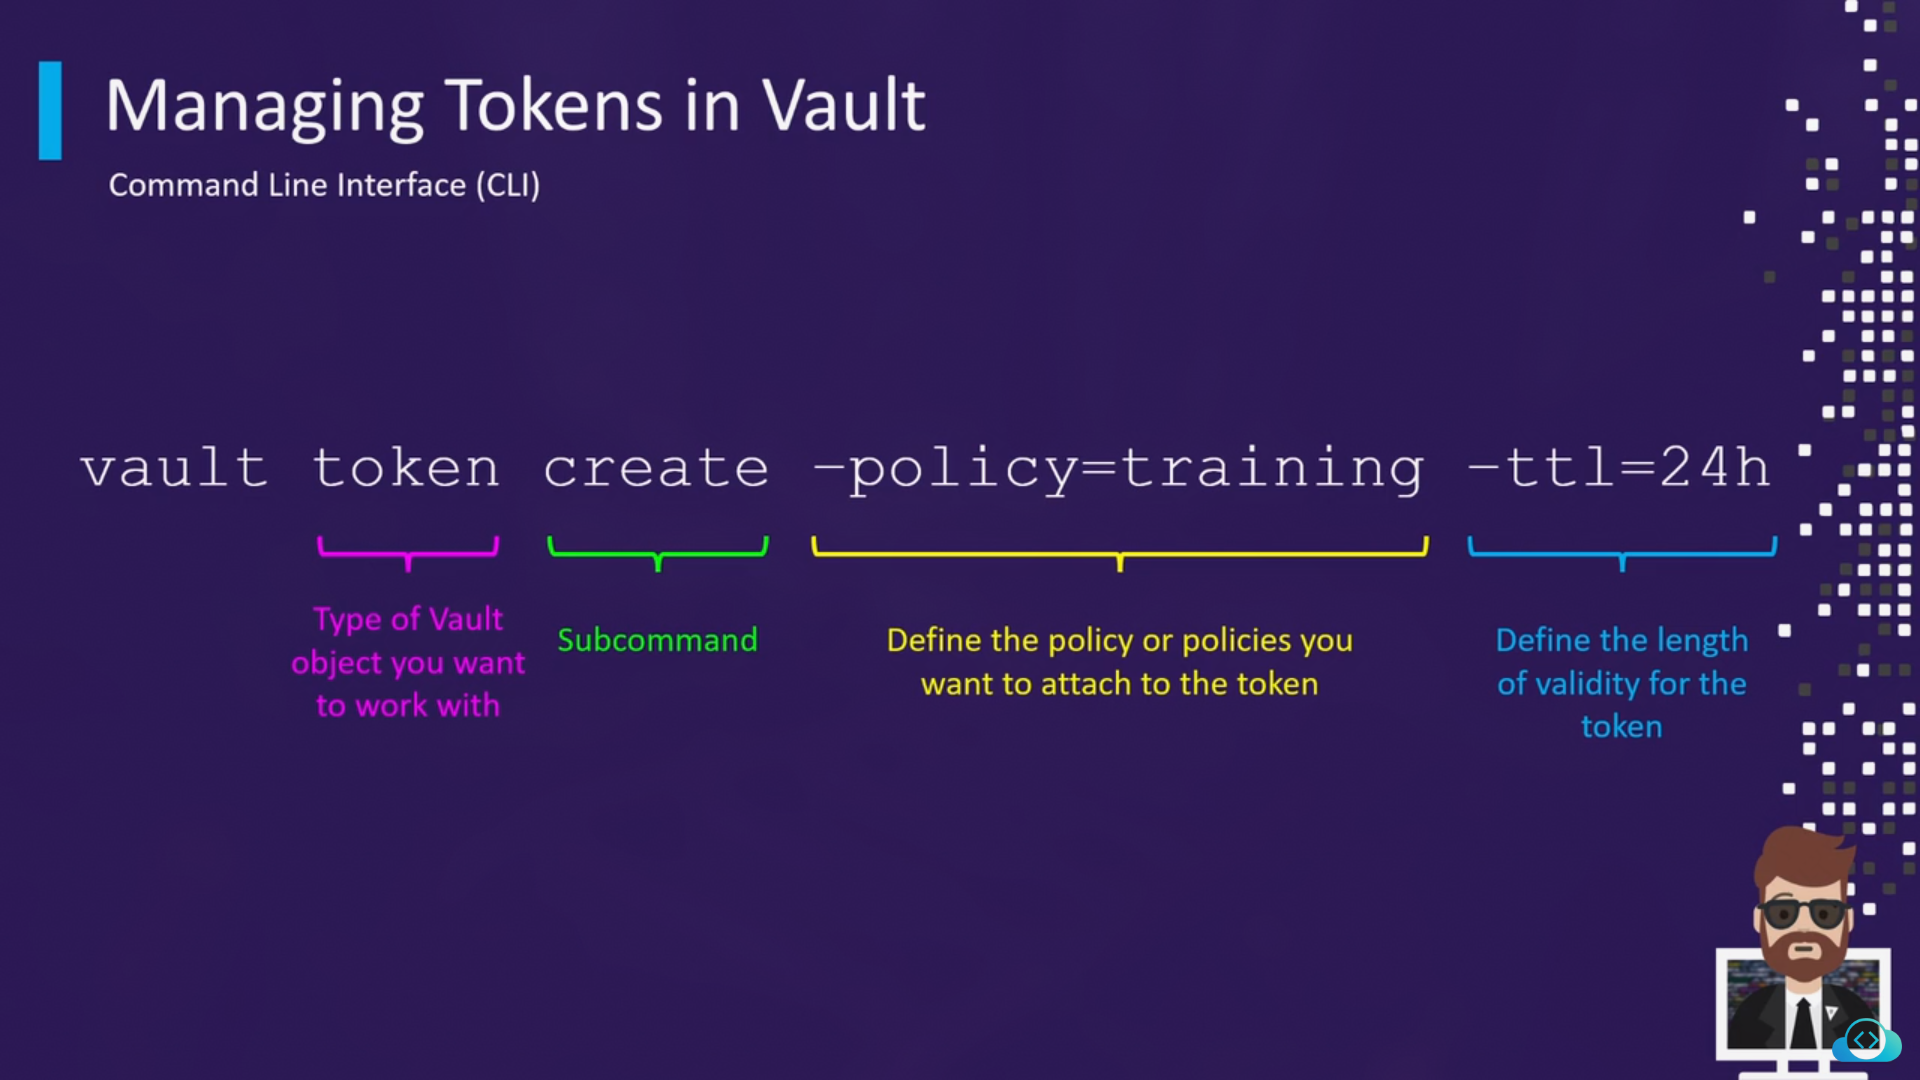 Managing Tokens in Vault
Command Line Interface (CLI)
vault token create –policy=training –ttl=24h
Type of Vault
object you want
to work with
Subcommand
Define the policy or policies you
want to attach to the token
Define the length
of validity for the
token